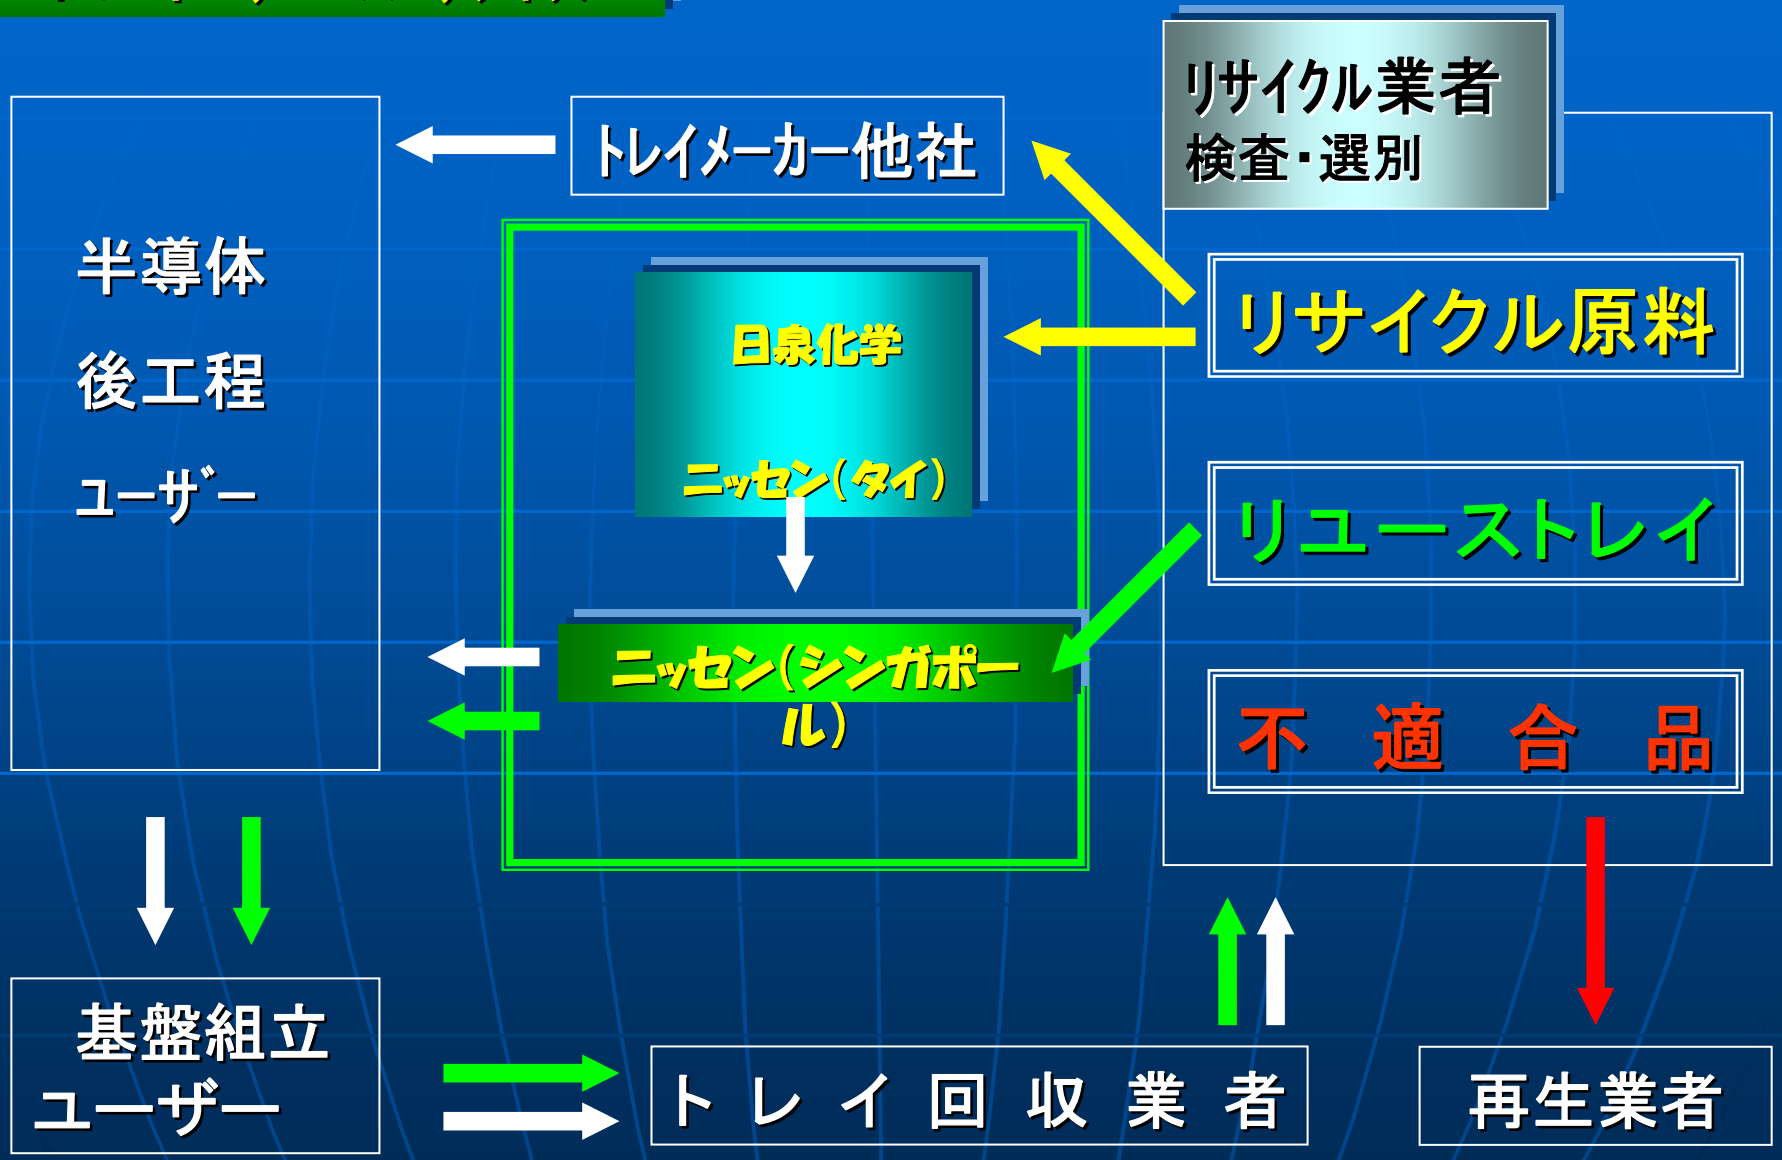 ﾘｻｲｸﾙ業者
検査･選別
ﾄﾚｲﾒｰｶｰ他社
半導体
後工程
ﾕｰｻﾞｰ
日泉化学
ニッセン(タイ)
ニッセン(シンガポー
ル)
リサイクル原料
リユーストレイ
不 適 合 品
基盤組立
ユーザー
ト レ イ 回 収 業 者
再生業者